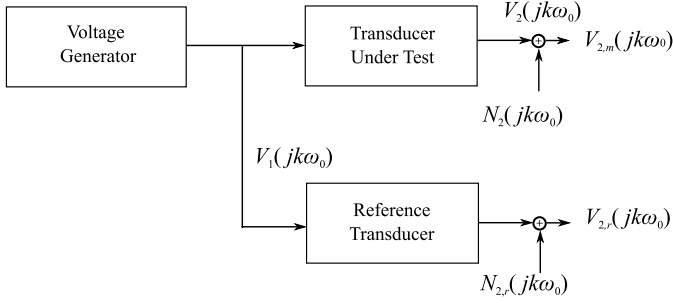 Voltage
Generator
Transducer
Under Test
V₂(jkω₀)
+
V₂,ₘ(jkω₀)
N₂(jkω₀)
V₁(jkω₀)
Reference
Transducer
+
V₂,ᵣ(jkω₀)
N₂,ᵣ(jkω₀)